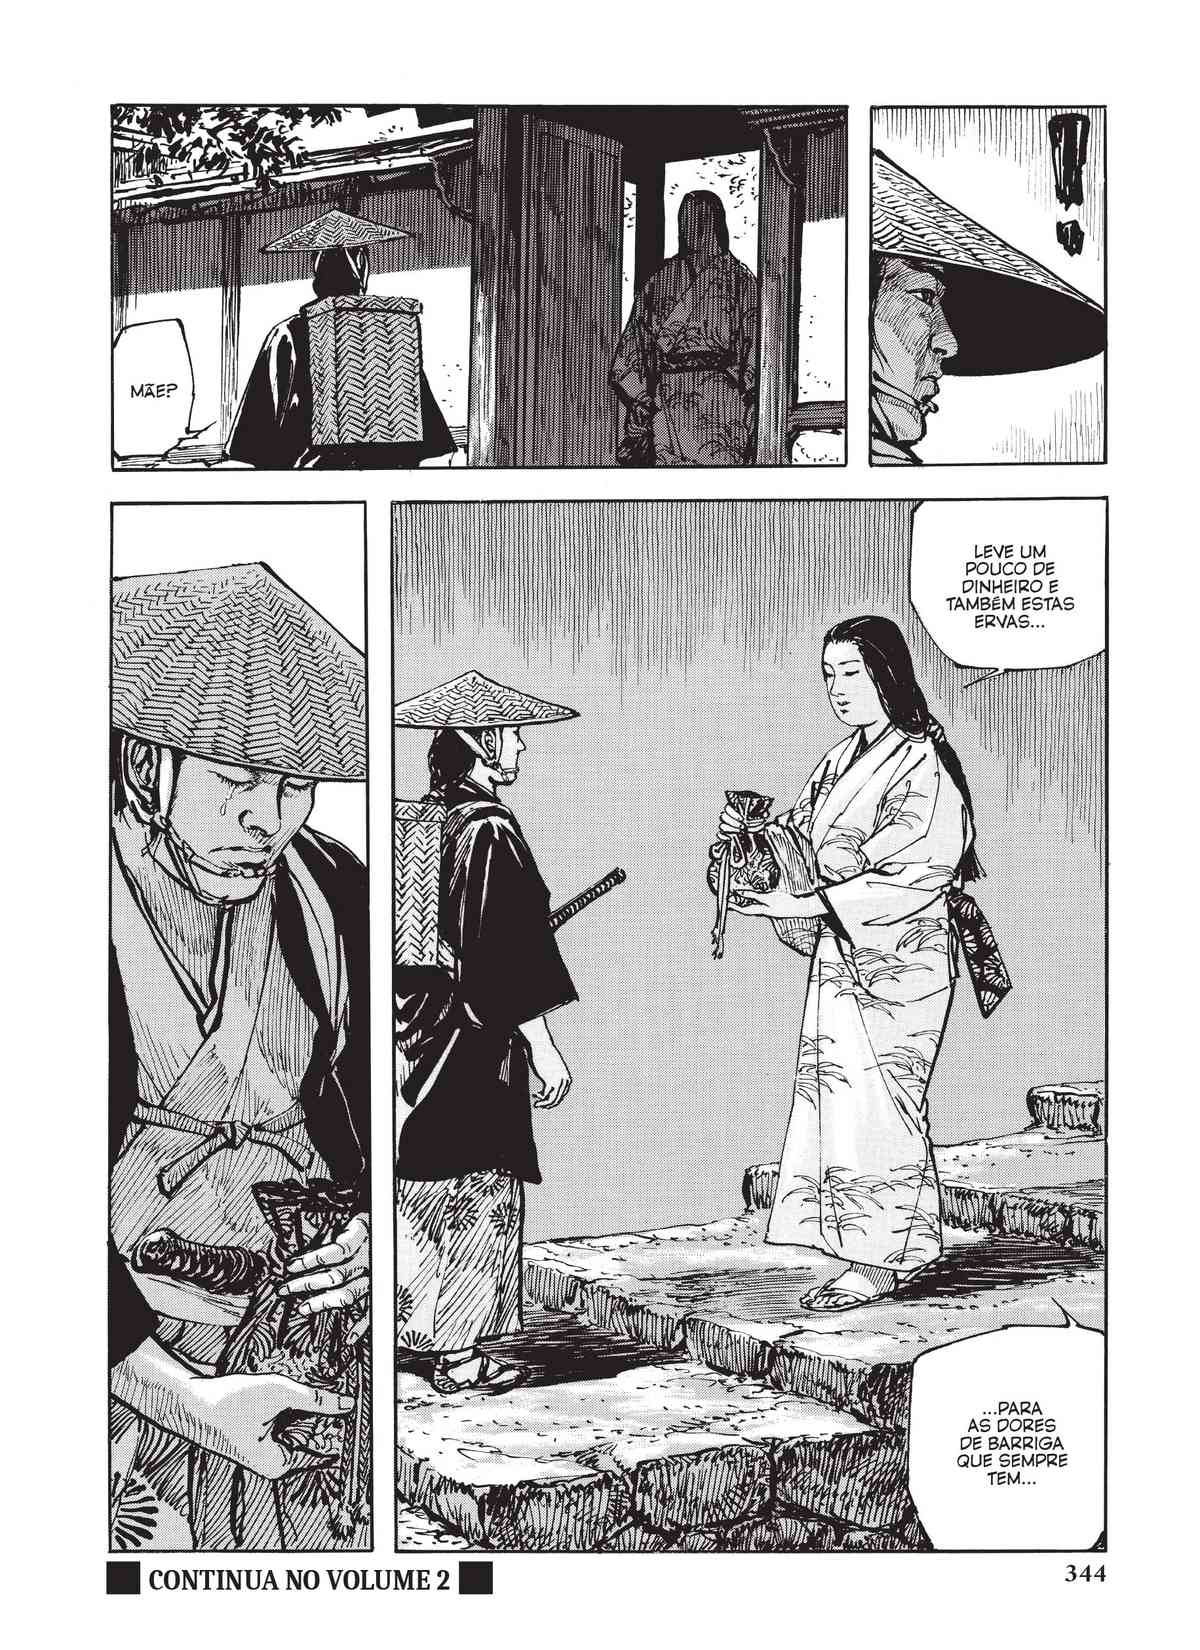 !
MÃE?
LEVE UM
POUCO DE
DINHEIRO E
TAMBÉM ESTAS
ERVAS...
...PARA
AS DORES
DE BARRIGA
QUE SEMPRE
TEM...
CONTINUA NO VOLUME 2
344